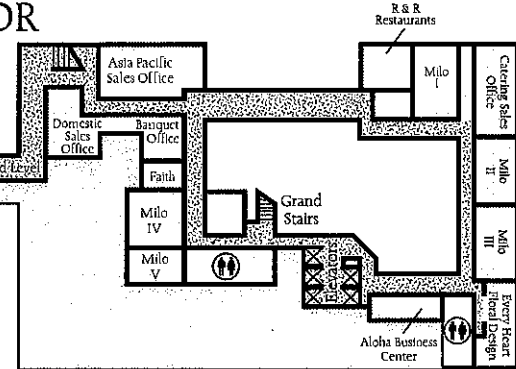 OR
R & R
Restaurants
Asia Pacific
Sales Office
Milo
I
Catering Sales
Office
Domestic
Sales
Office
Banquet
Office
Level
Faith
Milo
II
Milo
IV
Grand
Stairs
Milo
III
Milo
V
Elevators
Every Heart
Floral Design
Aloha Business
Center